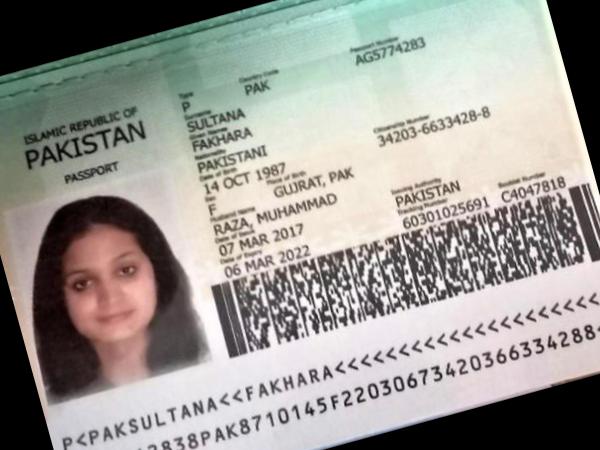 ISLAMIC REPUBLIC OF
PAKISTAN
PASSPORT
Type
P
Country Code
PAK
Passport Number
AG5774283
Surname
SULTANA
Given Names
FAKHARA
Nationality
PAKISTANI
Citizenship Number
34203-6633428-8
Date of Birth
14 OCT 1987
Sex
F
Place of Birth
GUJRAT, PAK
Husband Name
RAZA, MUHAMMAD
Date of Issue
07 MAR 2017
Issuing Authority
PAKISTAN
Date of Expiry
06 MAR 2022
Tracking Number
60301025691
Booklet Number
C4047818
P<PAKSULTANA<<FAKHARA<<<<<<<<<<<<<<<<<<<<<<
2838PAK8710145F22030673420366334288<